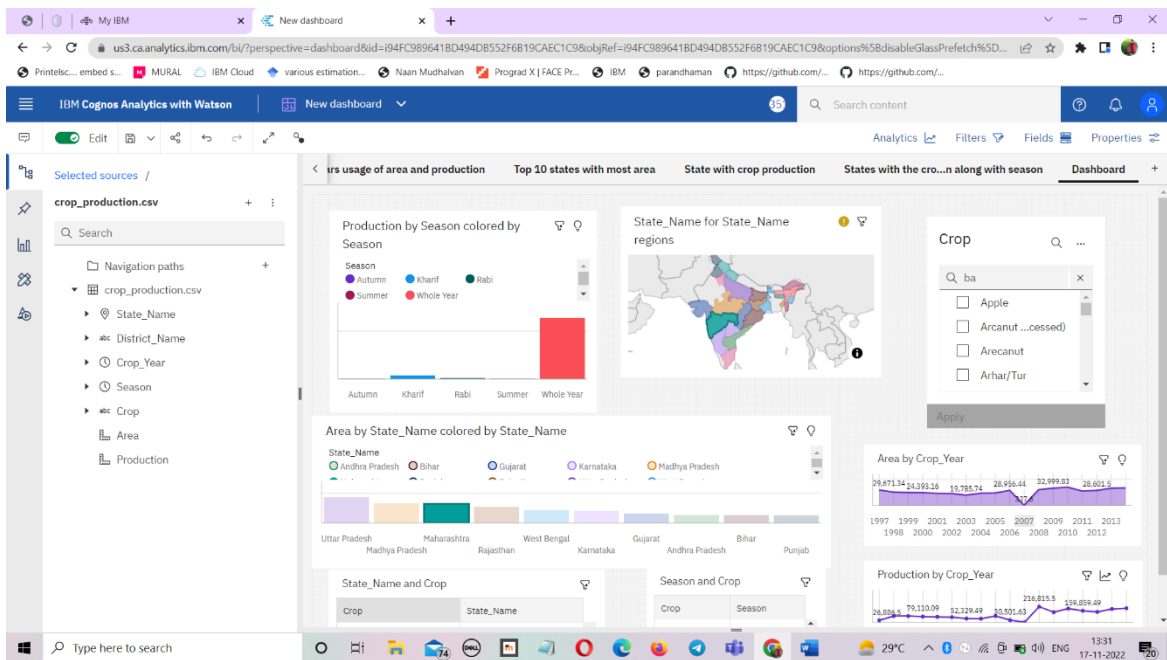 My IBM
New dashboard
us3.ca.analytics.ibm.com/bi/?perspective=dashboard&id=i94FC989641BD494DB552F6B19CAEC1C9&objRef=i94FC989641BD494DB552F6B19CAEC1C9&options%5BdisableGlassPrefetch%5D...
Printelsc.... embed s... MURAL IBM Cloud various estimation... Naan Mudhalvan Prograd X | FACE Pr... IBM parandhaman https://github.com/... https://github.com/...
IBM Cognos Analytics with Watson New dashboard 35 Search content
Edit Analytics Filters Fields Properties
Selected sources /
crop_production.csv
Search
Navigation paths
crop_production.csv
State_Name
District_Name
Crop_Year
Season
Crop
Area
Production
ars usage of area and production Top 10 states with most area State with crop production States with the cro...n along with season Dashboard
Production by Season colored by
Season
Season
Autumn Kharif Rabi
Summer Whole Year
Autumn Kharif Rabi Summer Whole Year
State_Name for State_Name
regions
Crop
ba
Apple
Arcanut ...cessed)
Arecanut
Arhar/Tur
Apply
Area by State_Name colored by State_Name
State_Name
Andhra Pradesh Bihar Gujarat Karnataka Madhya Pradesh
Uttar Pradesh Maharashtra West Bengal Gujarat Bihar
Madhya Pradesh Rajasthan Karnataka Andhra Pradesh Punjab
Area by Crop_Year
29,671.34 24,393.16 19,785.74 28,956.44 32,999.83 28,601.5
1997 1999 2001 2003 2005 2007 2009 2011 2013
1998 2000 2002 2004 2006 2008 2010 2012
State_Name and Crop
Crop State_Name
Season and Crop
Crop Season
Production by Crop_Year
26,886.5 79,110.09 52,329.49 30,501.63 216,815.5 159,859.49
Type here to search
74
DELL
29°C ENG
13:31
17-11-2022
20